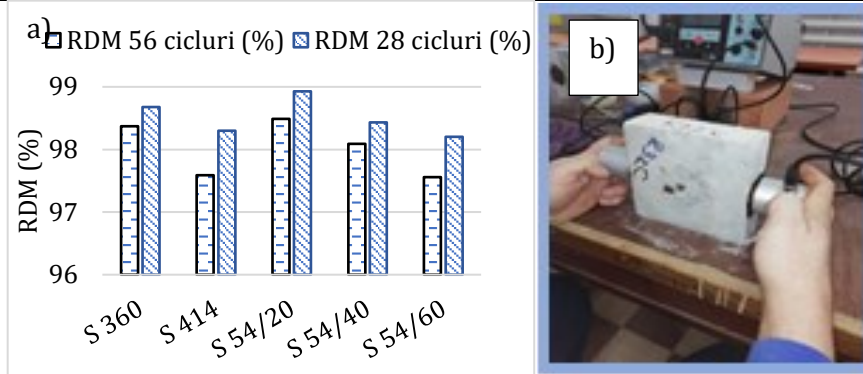 a)
RDM 56 cicluri (%) RDM 28 cicluri (%)
99
98
97
96
RDM (%)
S 360
S 414
S 54/20
S 54/40
S 54/60
b)